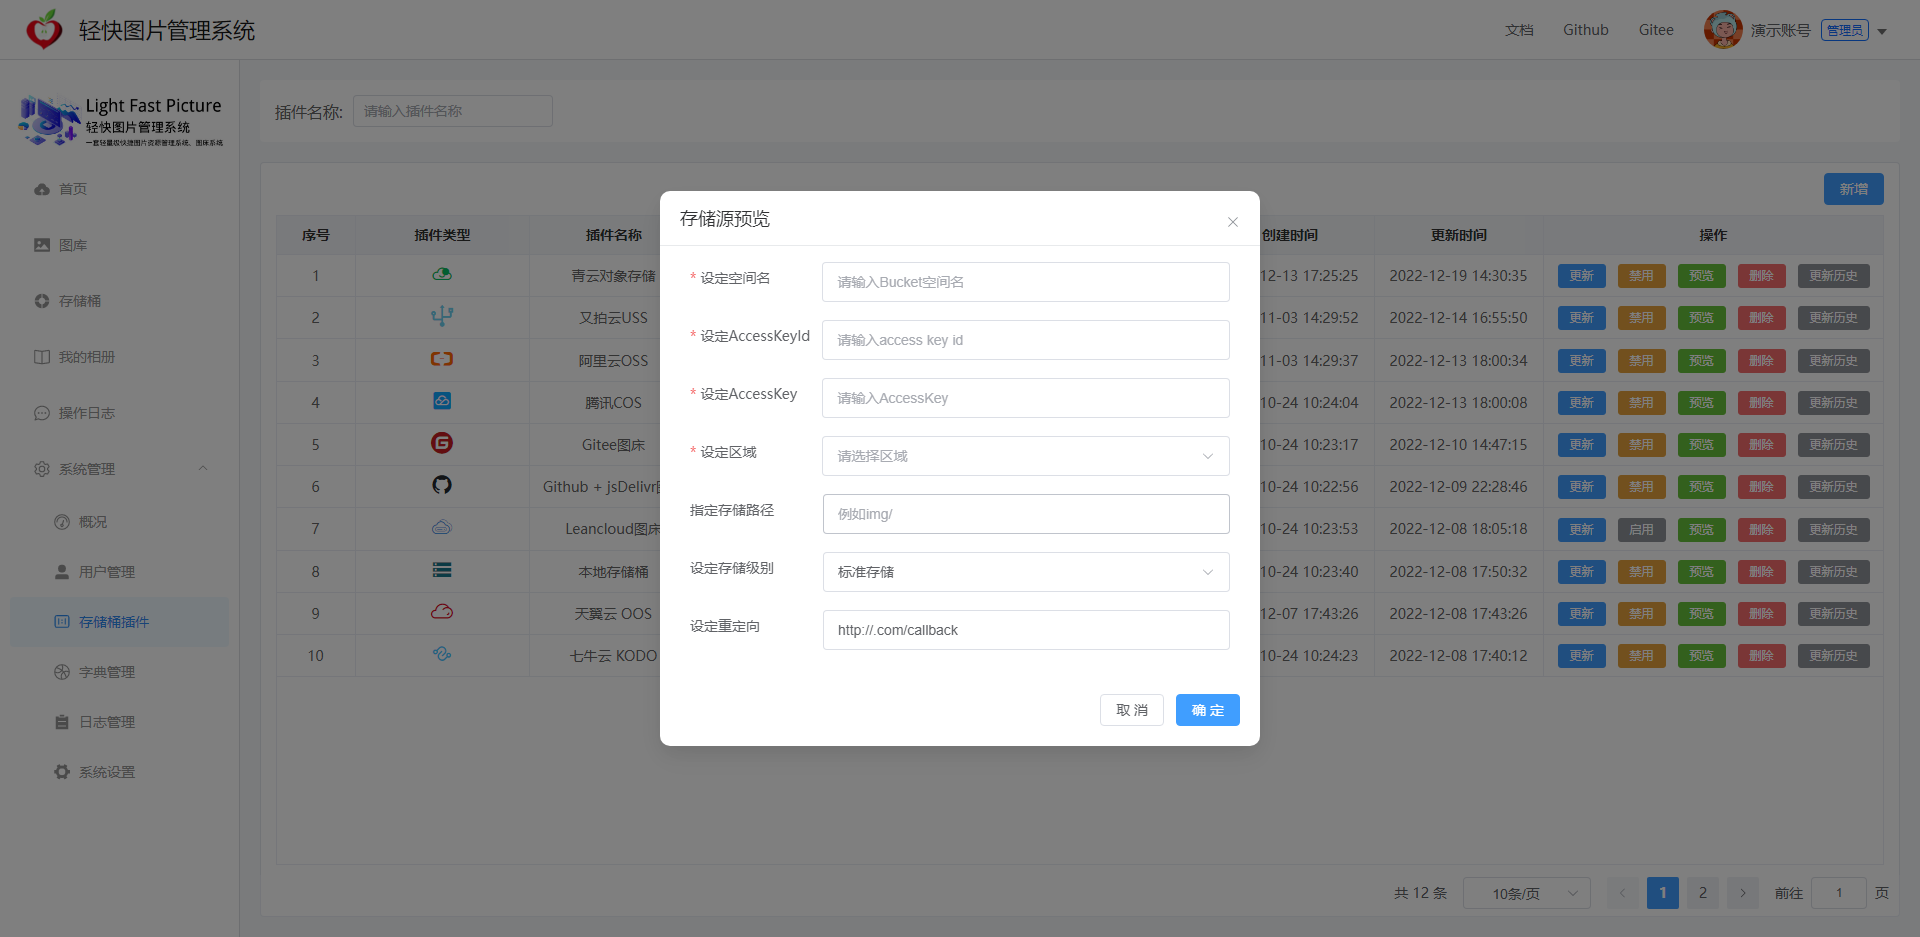 轻快图片管理系统
文档 Github Gitee 演示账号 管理员
Light Fast Picture
轻快图片管理系统
一套轻量级快捷图片资源管理系统、图床系统
首页
图库
存储桶
我的相册
操作日志
系统管理
概况
用户管理
存储桶插件
字典管理
日志管理
系统设置
插件名称: 请输入插件名称
新增
序号 插件类型 插件名称 创建时间 更新时间 操作
1 青云对象存储 12-13 17:25:25 2022-12-19 14:30:35 更新 禁用 预览 删除 更新历史
2 又拍云USS 11-03 14:29:52 2022-12-14 16:55:50 更新 禁用 预览 删除 更新历史
3 阿里云OSS 11-03 14:29:37 2022-12-13 18:00:34 更新 禁用 预览 删除 更新历史
4 腾讯COS 10-24 10:24:04 2022-12-13 18:00:08 更新 禁用 预览 删除 更新历史
5 Gitee图床 10-24 10:23:17 2022-12-10 14:47:15 更新 禁用 预览 删除 更新历史
6 Github + jsDelivr 10-24 10:22:56 2022-12-09 22:28:46 更新 禁用 预览 删除 更新历史
7 Leancloud图床 10-24 10:23:53 2022-12-08 18:05:18 更新 启用 预览 删除 更新历史
8 本地存储桶 10-24 10:23:40 2022-12-08 17:50:32 更新 禁用 预览 删除 更新历史
9 天翼云 OOS 12-07 17:43:26 2022-12-08 17:43:26 更新 禁用 预览 删除 更新历史
10 七牛云 KODO 10-24 10:24:23 2022-12-08 17:40:12 更新 禁用 预览 删除 更新历史
共 12 条 10条/页 1 2 前往 1 页
存储源预览
* 设定空间名 请输入Bucket空间名
* 设定AccessKeyId 请输入access key id
* 设定AccessKey 请输入AccessKey
* 设定区域 请选择区域
指定存储路径 例如img/
设定存储级别 标准存储
设定重定向 http://.com/callback
取 消 确 定